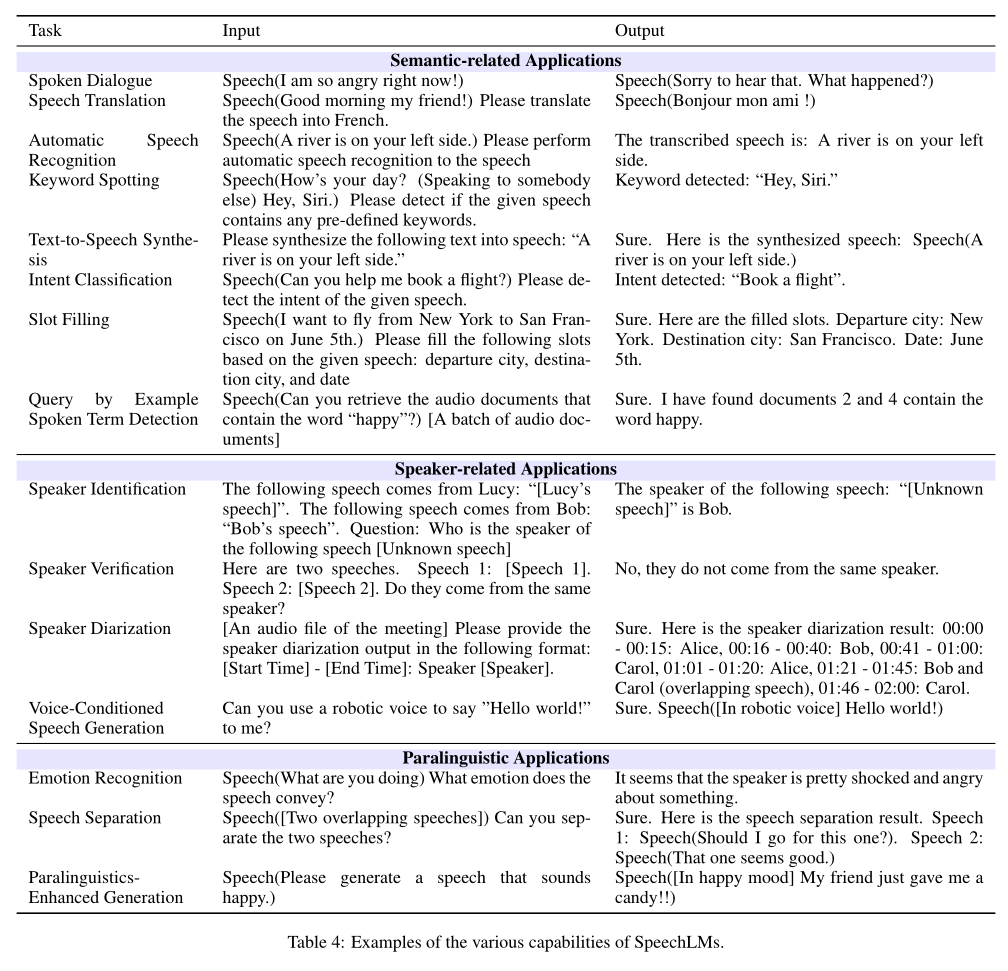 Task Input Output
Semantic-related Applications
Spoken Dialogue Speech(I am so angry right now!) Speech(Sorry to hear that. What happened?)
Speech Translation Speech(Good morning my friend!) Please translate Speech(Bonjour mon ami !)
the speech into French.
Automatic Speech Speech(A river is on your left side.) Please perform The transcribed speech is: A river is on your left
Recognition automatic speech recognition to the speech side.
Keyword Spotting Speech(How's your day? (Speaking to somebody Keyword detected: “Hey, Siri.”
else) Hey, Siri.) Please detect if the given speech
contains any pre-defined keywords.
Text-to-Speech Synthe- Please synthesize the following text into speech: “A Sure. Here is the synthesized speech: Speech(A
sis river is on your left side.” river is on your left side.)
Intent Classification Speech(Can you help me book a flight?) Please de- Intent detected: “Book a flight”.
tect the intent of the given speech.
Slot Filling Speech(I want to fly from New York to San Fran- Sure. Here are the filled slots. Departure city: New
cisco on June 5th.) Please fill the following slots York. Destination city: San Francisco. Date: June
based on the given speech: departure city, destina- 5th.
tion city, and date
Query by Example Speech(Can you retrieve the audio documents that Sure. I have found documents 2 and 4 contain the
Spoken Term Detection contain the word “happy”?) [A batch of audio doc- word happy.
uments]
Speaker-related Applications
Speaker Identification The following speech comes from Lucy: “[Lucy's The speaker of the following speech: “[Unknown
speech]”. The following speech comes from Bob: speech]” is Bob.
“Bob's speech”. Question: Who is the speaker of
the following speech [Unknown speech]
Speaker Verification Here are two speeches. Speech 1: [Speech 1]. No, they do not come from the same speaker.
Speech 2: [Speech 2]. Do they come from the same
speaker?
Speaker Diarization [An audio file of the meeting] Please provide the Sure. Here is the speaker diarization result: 00:00
speaker diarization output in the following format: - 00:15: Alice, 00:16 - 00:40: Bob, 00:41 - 01:00:
[Start Time] - [End Time]: Speaker [Speaker]. Carol, 01:01 - 01:20: Alice, 01:21 - 01:45: Bob and
Carol (overlapping speech), 01:46 - 02:00: Carol.
Voice-Conditioned Can you use a robotic voice to say ”Hello world!” Sure. Speech([In robotic voice] Hello world!)
Speech Generation to me?
Paralinguistic Applications
Emotion Recognition Speech(What are you doing) What emotion does the It seems that the speaker is pretty shocked and angry
speech convey? about something.
Speech Separation Speech([Two overlapping speeches]) Can you sep- Sure. Here is the speech separation result. Speech
arate the two speeches? 1: Speech(Should I go for this one?). Speech 2:
Speech(That one seems good.)
Paralinguistics- Speech(Please generate a speech that sounds Speech([In happy mood] My friend just gave me a
Enhanced Generation happy.) candy!!)
Table 4: Examples of the various capabilities of SpeechLMs.